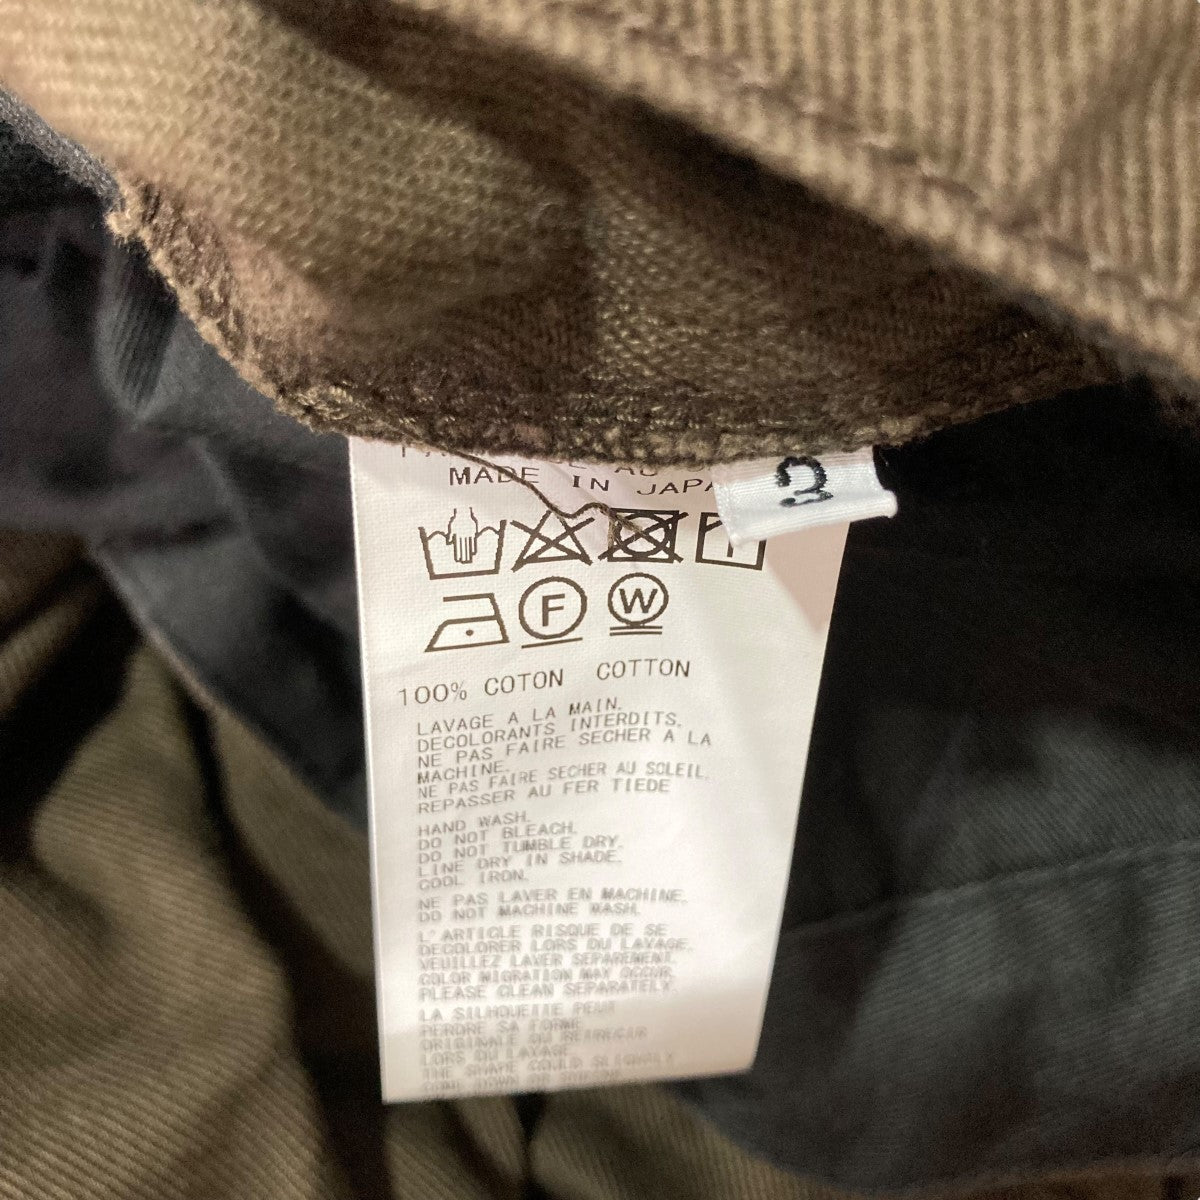 MADE IN JAPA
3
F
W
100% COTON COTTON
LAVAGE A LA MAIN.
DECOLORANTS INTERDITS.
NE PAS FAIRE SECHER A LA
MACHINE.
NE PAS FAIRE SECHER AU SOLEIL.
REPASSER AU FER TIEDE
HAND WASH.
DO NOT BLEACH.
DO NOT TUMBLE DRY.
LINE DRY IN SHADE.
COOL IRON.
NE PAS LAVER EN MACHINE.
DO NOT MACHINE WASH.
L'ARTICLE RISQUE DE SE
DECOLORER LORS DU LAVAGE.
VEUILLEZ LAVER SEPAREMENT.
COLOR MIGRATION MAY OCCUR.
PLEASE CLEAN SEPARATELY.
LA SILHOUETTE PEUT
PERDRE SA FORME
ORIGINALE OU RETRECIR
LORS DU LAVAGE.
THE SHAPE COULD SLIGHTLY